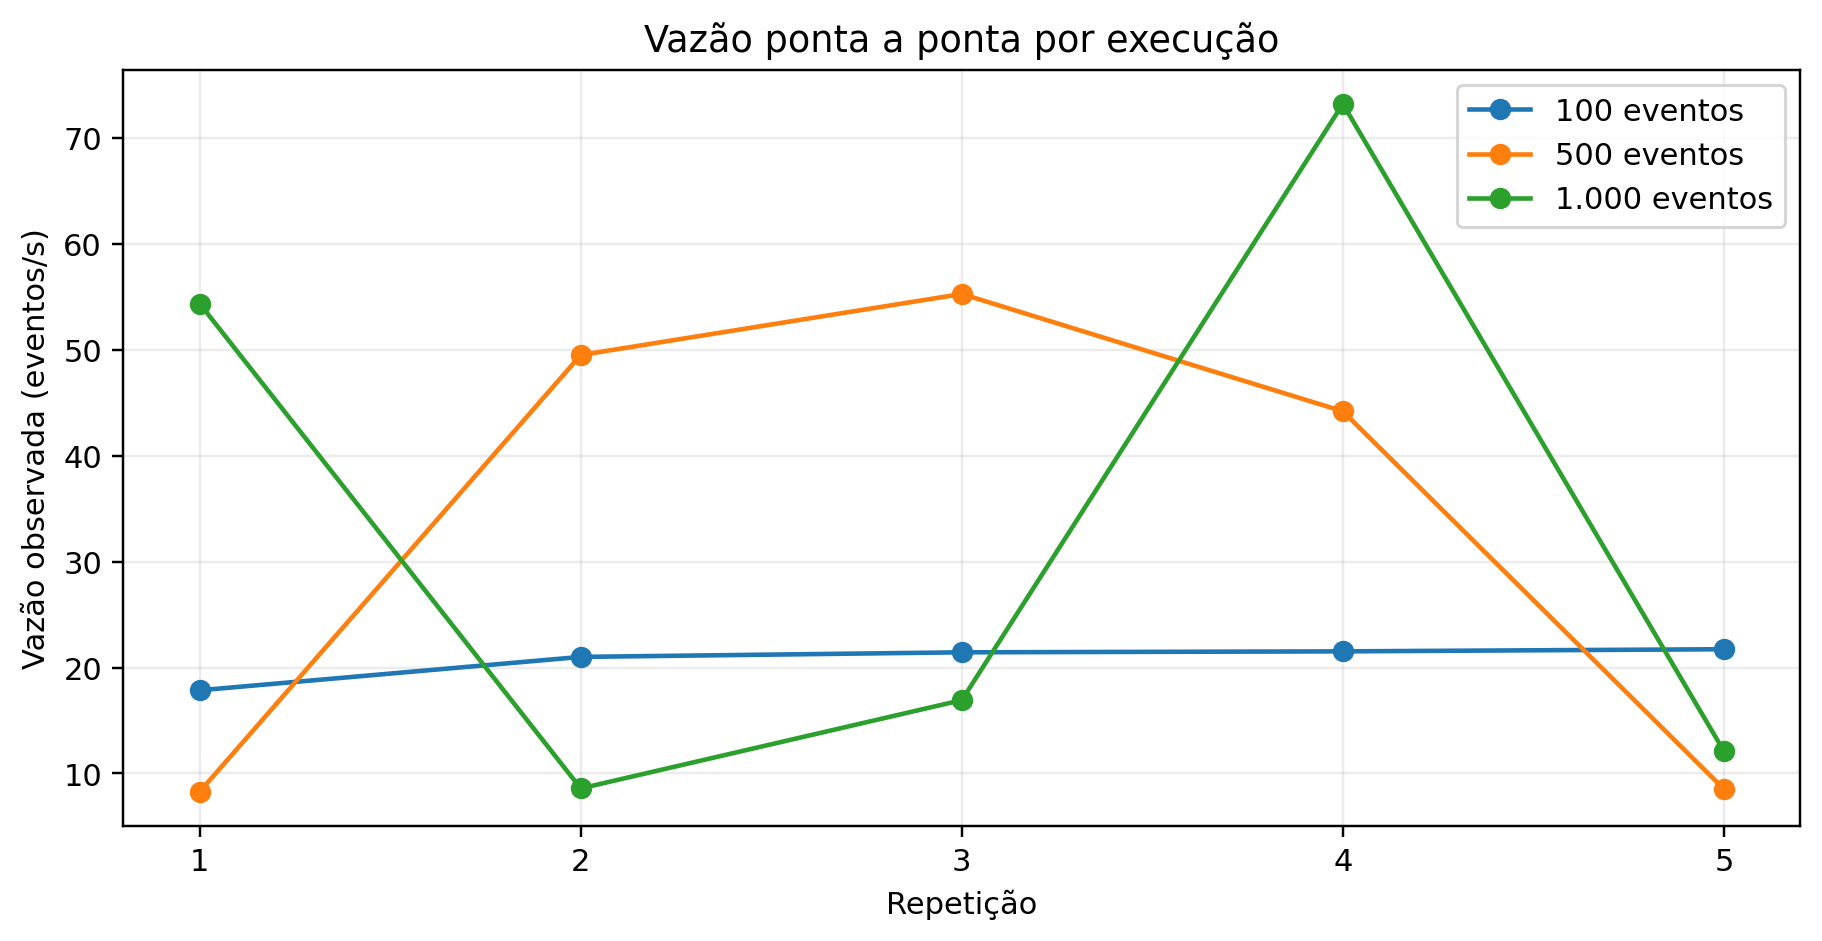 Vazão ponta a ponta por execução
Vazão observada (eventos/s)
70
60
50
40
30
20
10
100 eventos
500 eventos
1.000 eventos
1 2 3 4 5
Repetição